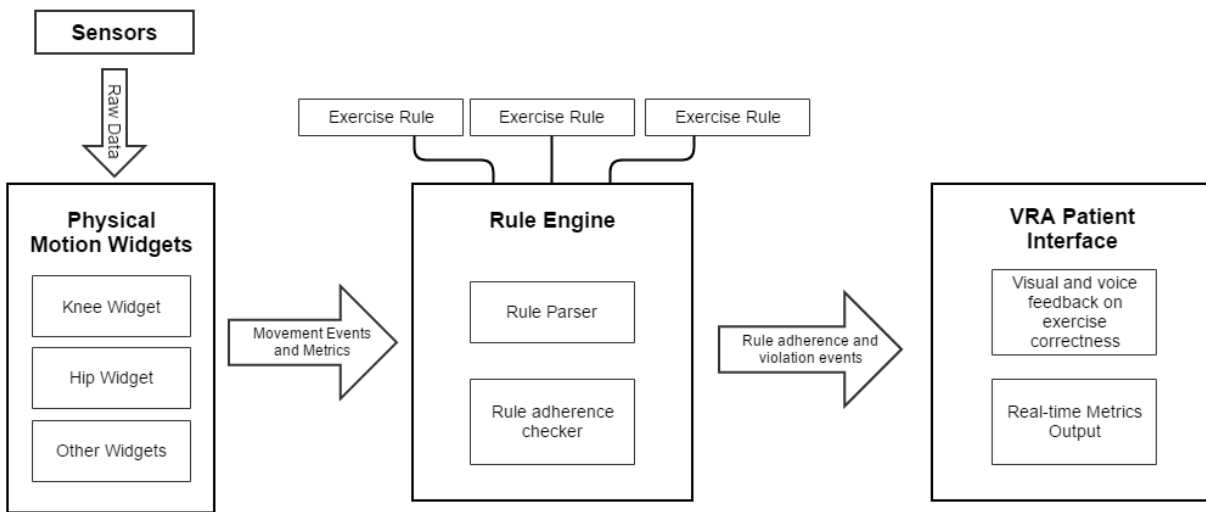 Sensors
Raw Data
Exercise Rule
Exercise Rule
Exercise Rule
Physical
Motion Widgets
Knee Widget
Hip Widget
Other Widgets
Movement Events
and Metrics
Rule Engine
Rule Parser
Rule adherence
checker
Rule adherence and
violation events
VRA Patient
Interface
Visual and voice
feedback on
exercise
correctness
Real-time Metrics
Output